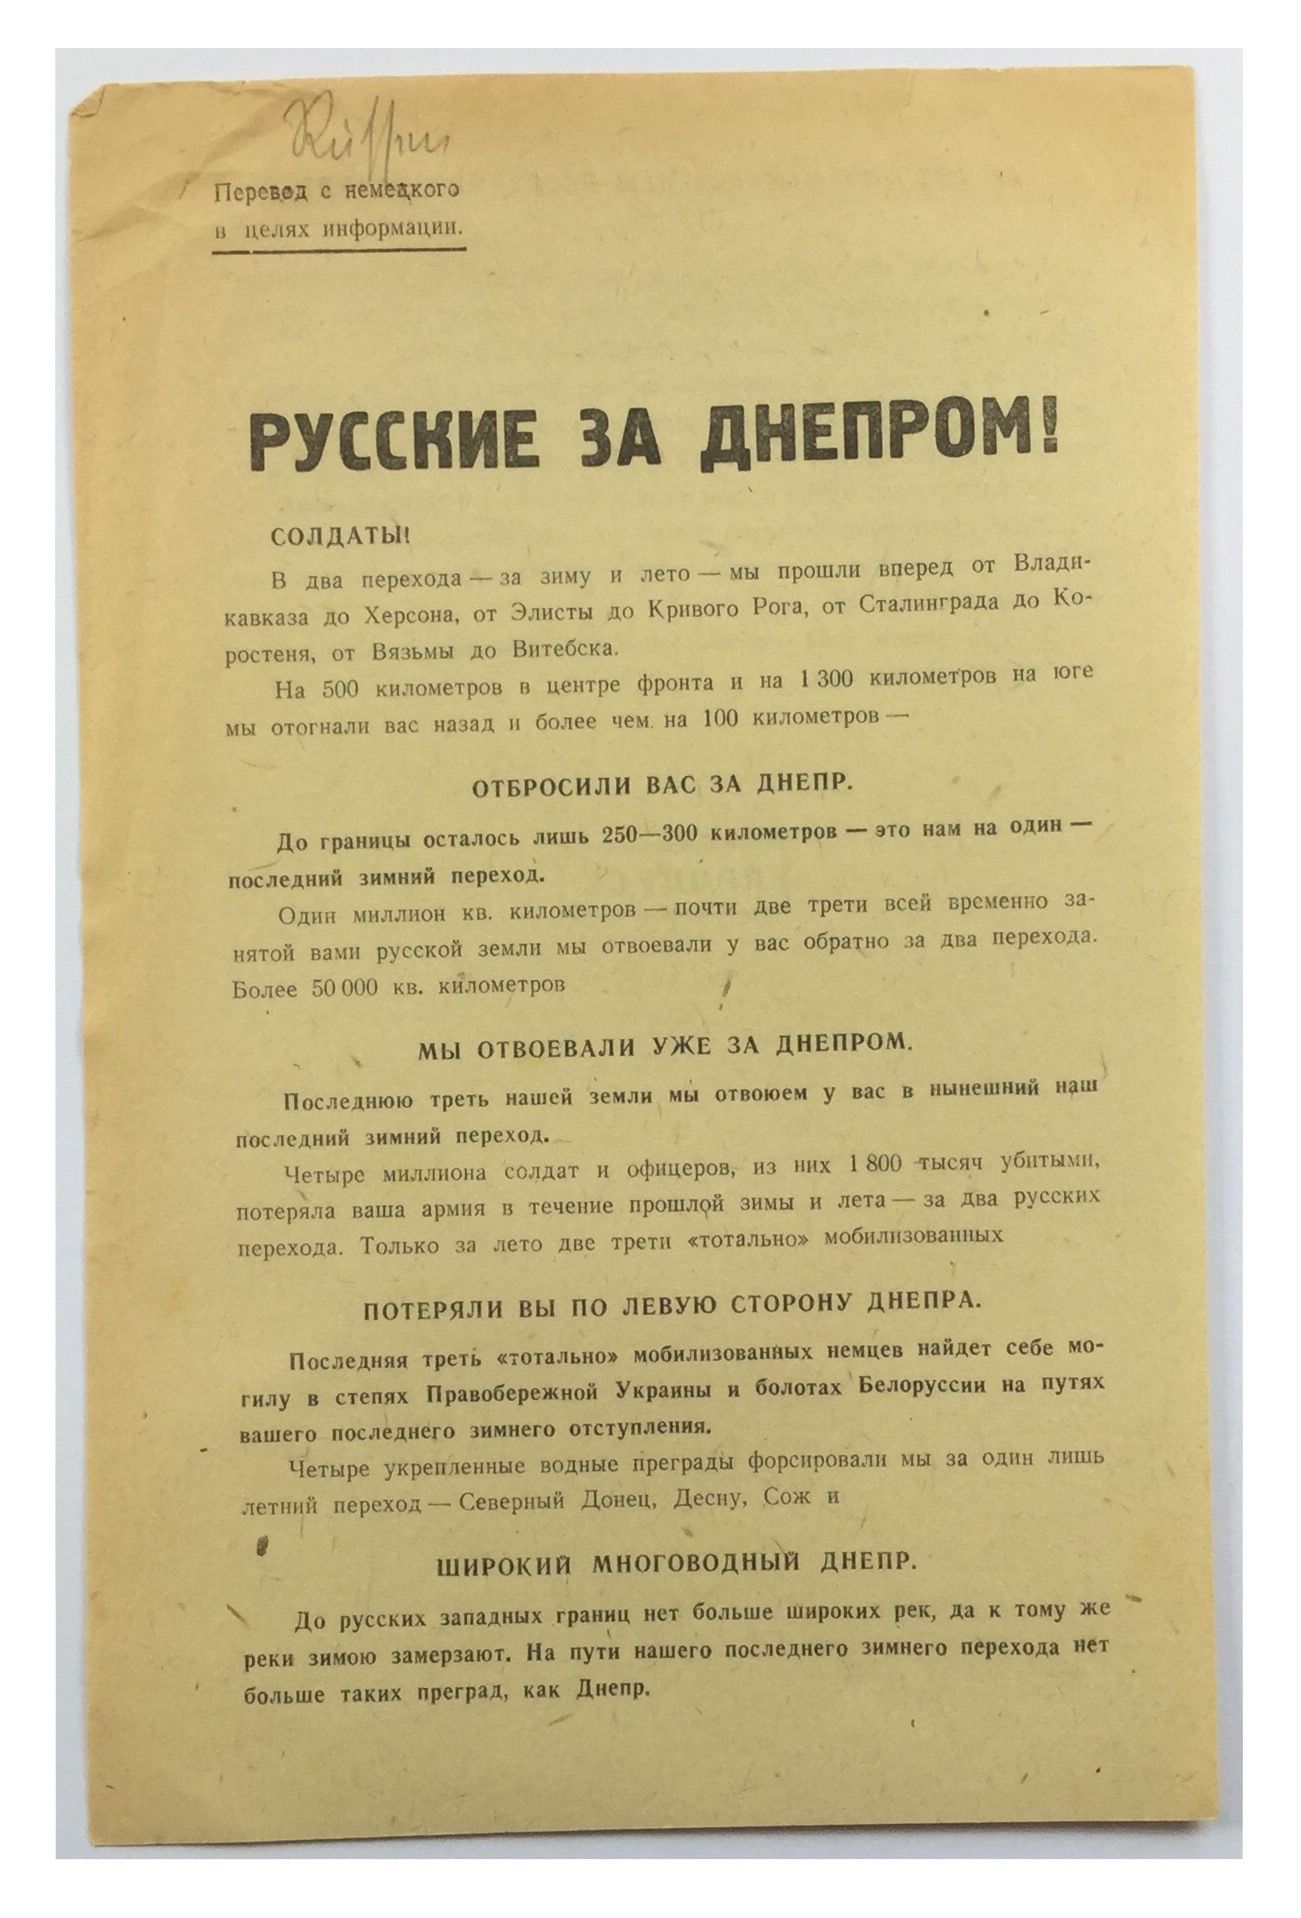 Перевод с немецкого
в целях информации.
РУССКИЕ ЗА ДНЕПРОМ!
СОЛДАТЫ!
В два перехода — за зиму и лето — мы прошли вперед от Влади-
кавказа до Херсона, от Элисты до Кривого Рога, от Сталинграда до Ко-
ростеня, от Вязьмы до Витебска.
На 500 километров в центре фронта и на 1 300 километров на юге
мы отогнали вас назад и более чем на 100 километров —
ОТБРОСИЛИ ВАС ЗА ДНЕПР.
До границы осталось лишь 250—300 километров — это нам на один —
последний зимний переход.
Один миллион кв. километров — почти две трети всей временно за-
нятой вами русской земли мы отвоевали у вас обратно за два перехода.
Более 50 000 кв. километров
МЫ ОТВОЕВАЛИ УЖЕ ЗА ДНЕПРОМ.
Последнюю треть нашей земли мы отвоюем у вас в нынешний наш
последний зимний переход.
Четыре миллиона солдат и офицеров, из них 1 800 тысяч убитыми,
потеряла ваша армия в течение прошлой зимы и лета — за два русских
перехода. Только за лето две трети «тотально» мобилизованных
ПОТЕРЯЛИ ВЫ ПО ЛЕВУЮ СТОРОНУ ДНЕПРА.
Последняя треть «тотально» мобилизованных немцев найдет себе мо-
гилу в степях Правобережной Украины и болотах Белоруссии на путях
вашего последнего зимнего отступления.
Четыре укрепленные водные преграды форсировали мы за один лишь
летний переход — Северный Донец, Десну, Сож и
ШИРОКИЙ МНОГОВОДНЫЙ ДНЕПР.
До русских западных границ нет больше широких рек, да к тому же
реки зимою замерзают. На пути нашего последнего зимнего перехода нет
больше таких преград, как Днепр.